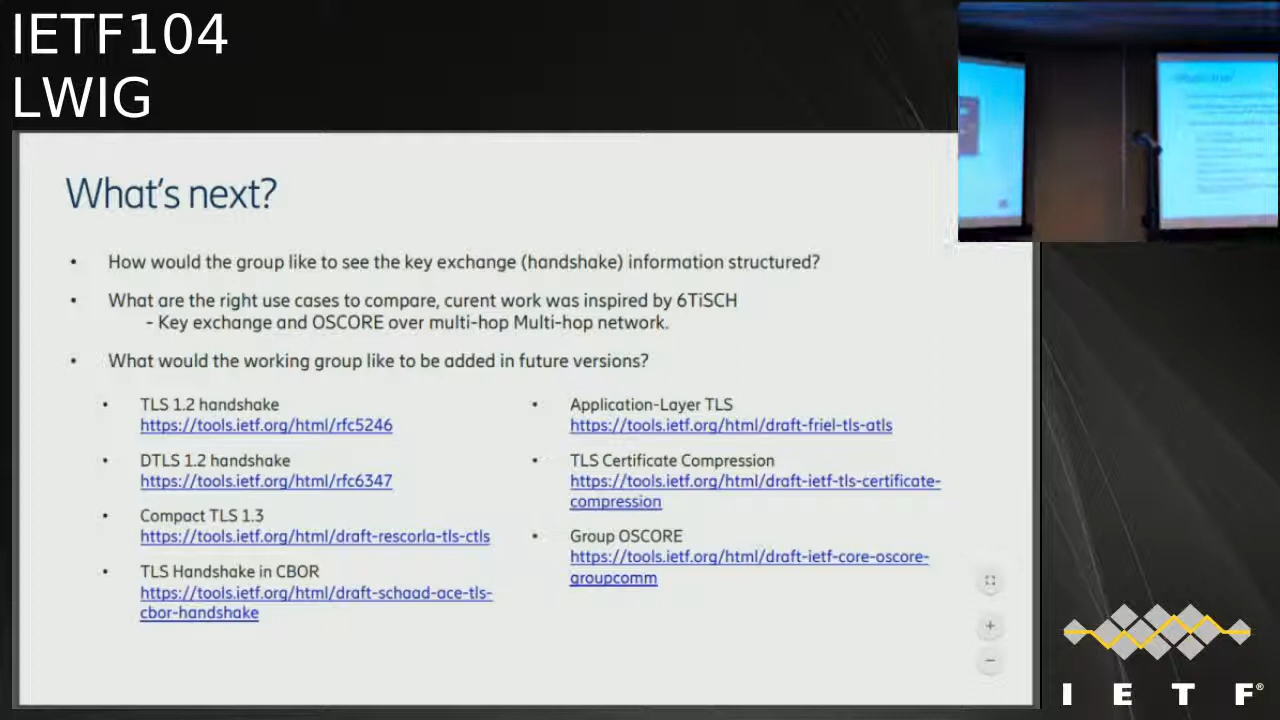 IETF104
LWIG
What's next?
• How would the group like to see the key exchange (handshake) information structured?
• What are the right use cases to compare, curent work was inspired by 6TiSCH
- Key exchange and OSCORE over multi-hop Multi-hop network.
• What would the working group like to be added in future versions?
• TLS 1.2 handshake
https://tools.ietf.org/html/rfc5246
• DTLS 1.2 handshake
https://tools.ietf.org/html/rfc6347
• Compact TLS 1.3
https://tools.ietf.org/html/draft-rescorla-tls-ctls
• TLS Handshake in CBOR
https://tools.ietf.org/html/draft-schaad-ace-tls-
cbor-handshake
• Application-Layer TLS
https://tools.ietf.org/html/draft-friel-tls-atls
• TLS Certificate Compression
https://tools.ietf.org/html/draft-ietf-tls-certificate-
compression
• Group OSCORE
https://tools.ietf.org/html/draft-ietf-core-oscore-
groupcomm
+
−
I E T F®